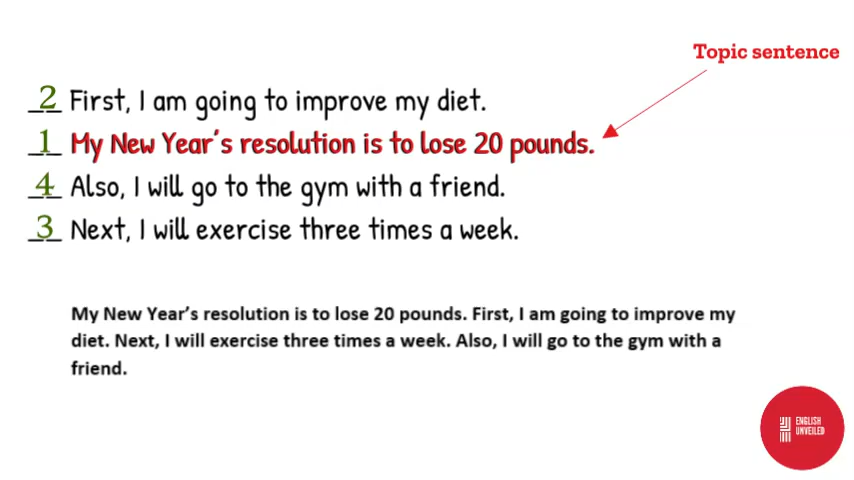 Topic sentence
2 First, I am going to improve my diet.
1 My New Year's resolution is to lose 20 pounds.
4 Also, I will go to the gym with a friend.
3 Next, I will exercise three times a week.
My New Year's resolution is to lose 20 pounds. First, I am going to improve my
diet. Next, I will exercise three times a week. Also, I will go to the gym with a
friend.
ENGLISH
UNVEILED